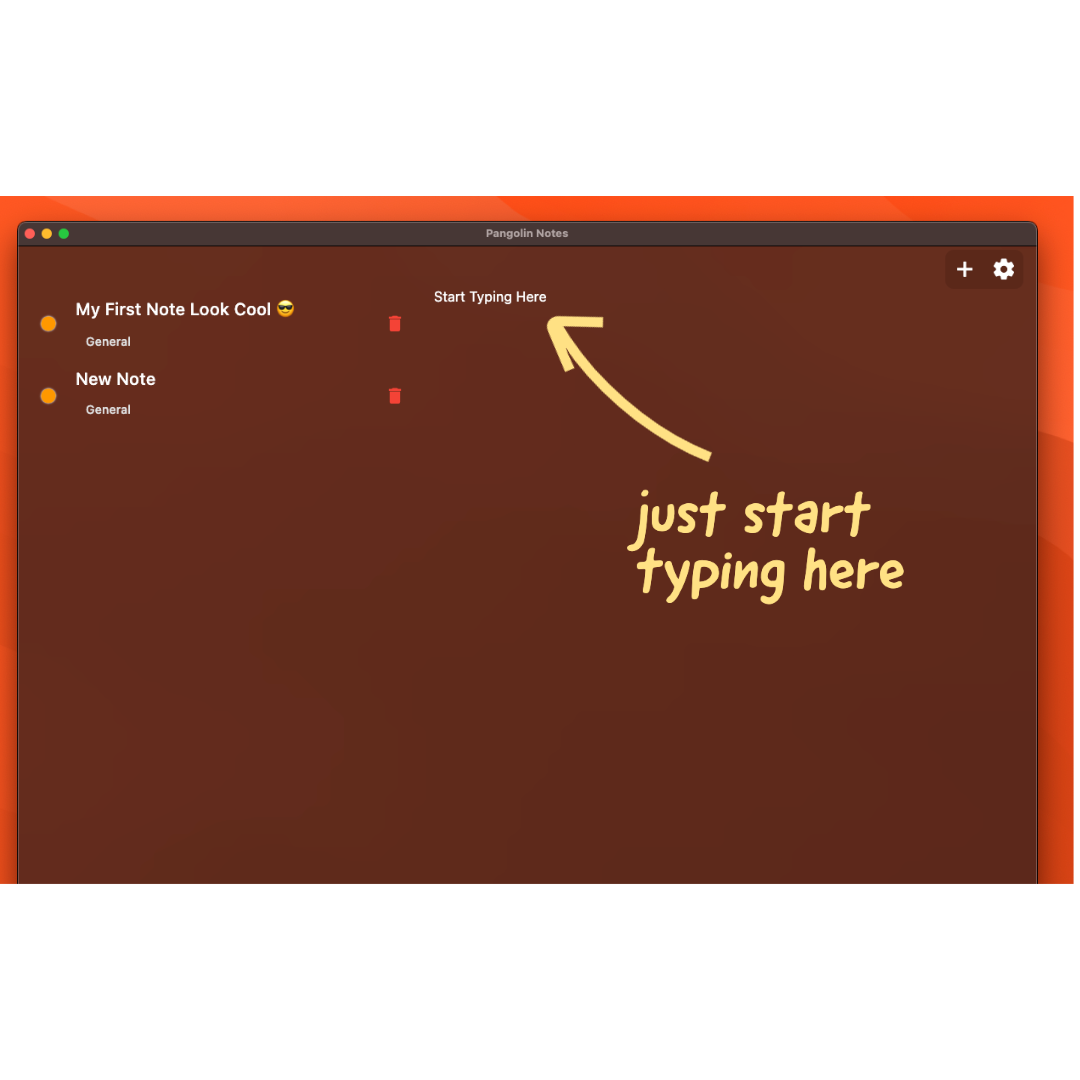 Pangolin Notes
My First Note Look Cool 😎
General
New Note
General
Start Typing Here
just start
typing here